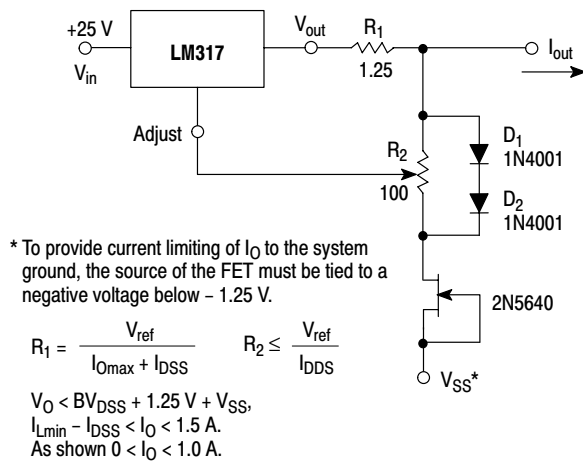 +25 V
V_in
LM317
V_out
R_1
1.25
I_out
Adjust
R_2
100
D_1
1N4001
D_2
1N4001
2N5640
V_SS*
* To provide current limiting of I_O to the system
ground, the source of the FET must be tied to a
negative voltage below – 1.25 V.
R_1 = V_ref / (I_Omax + I_DSS)
R_2 ≤ V_ref / I_DDS
V_O < BV_DSS + 1.25 V + V_SS,
I_Lmin – I_DSS < I_O < 1.5 A.
As shown 0 < I_O < 1.0 A.